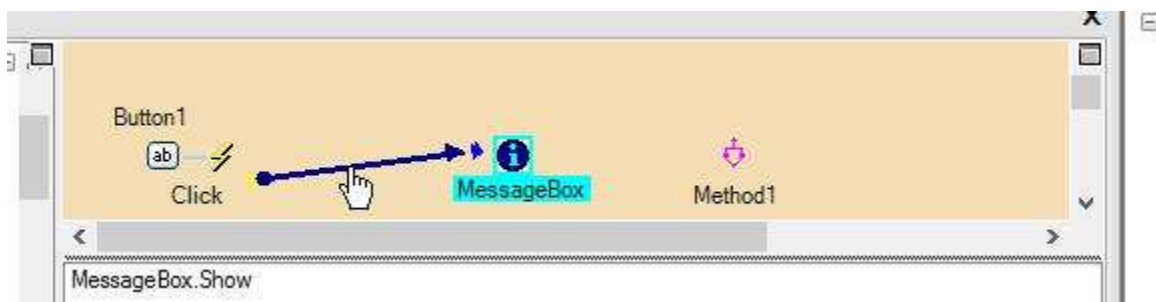 X
Button1
ab
Click
MessageBox
Method1
MessageBox.Show